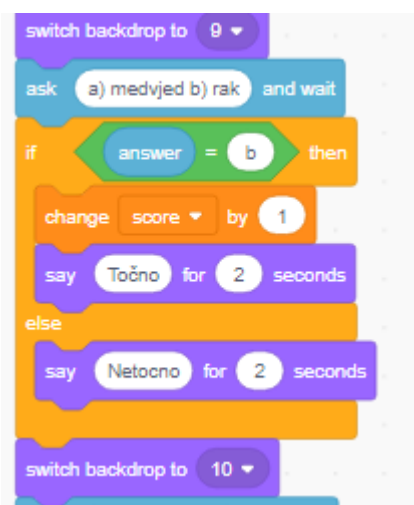 switch backdrop to 9
ask a) medvjed b) rak and wait
if answer = b then
change score by 1
say Točno for 2 seconds
else
say Netocno for 2 seconds
switch backdrop to 10